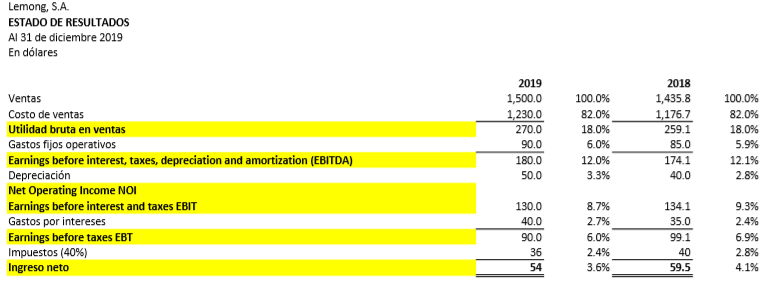 Lemong, S.A.
ESTADO DE RESULTADOS
Al 31 de diciembre 2019
En dólares
2019 2018
Ventas 1,500.0 100.0% 1,435.8 100.0%
Costo de ventas 1,230.0 82.0% 1,176.7 82.0%
Utilidad bruta en ventas 270.0 18.0% 259.1 18.0%
Gastos fijos operativos 90.0 6.0% 85.0 5.9%
Earnings before interest, taxes, depreciation and amortization (EBITDA) 180.0 12.0% 174.1 12.1%
Depreciación 50.0 3.3% 40.0 2.8%
Net Operating Income NOI
Earnings before interest and taxes EBIT 130.0 8.7% 134.1 9.3%
Gastos por intereses 40.0 2.7% 35.0 2.4%
Earnings before taxes EBT 90.0 6.0% 99.1 6.9%
Impuestos (40%) 36 2.4% 40 2.8%
Ingreso neto 54 3.6% 59.5 4.1%